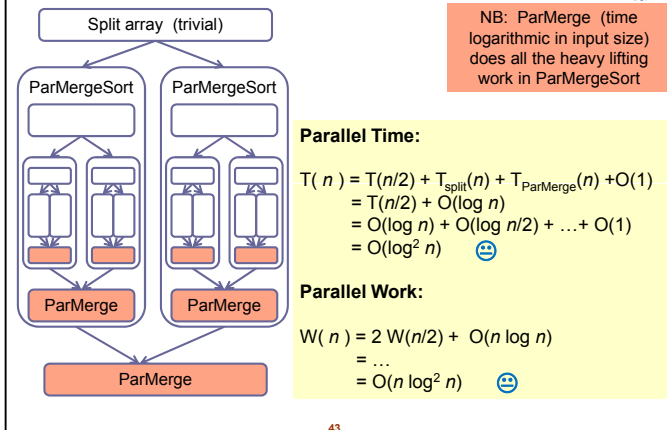 Split array (trivial)
NB: ParMerge (time
logarithmic in input size)
does all the heavy lifting
work in ParMergeSort
ParMergeSort
ParMergeSort
ParMerge
ParMerge
ParMerge
Parallel Time:
T( n ) = T(n/2) + T_split(n) + T_ParMerge(n) +O(1)
= T(n/2) + O(log n)
= O(log n) + O(log n/2) + …+ O(1)
= O(log² n)
Parallel Work:
W( n ) = 2 W(n/2) + O(n log n)
= …
= O(n log² n)
43